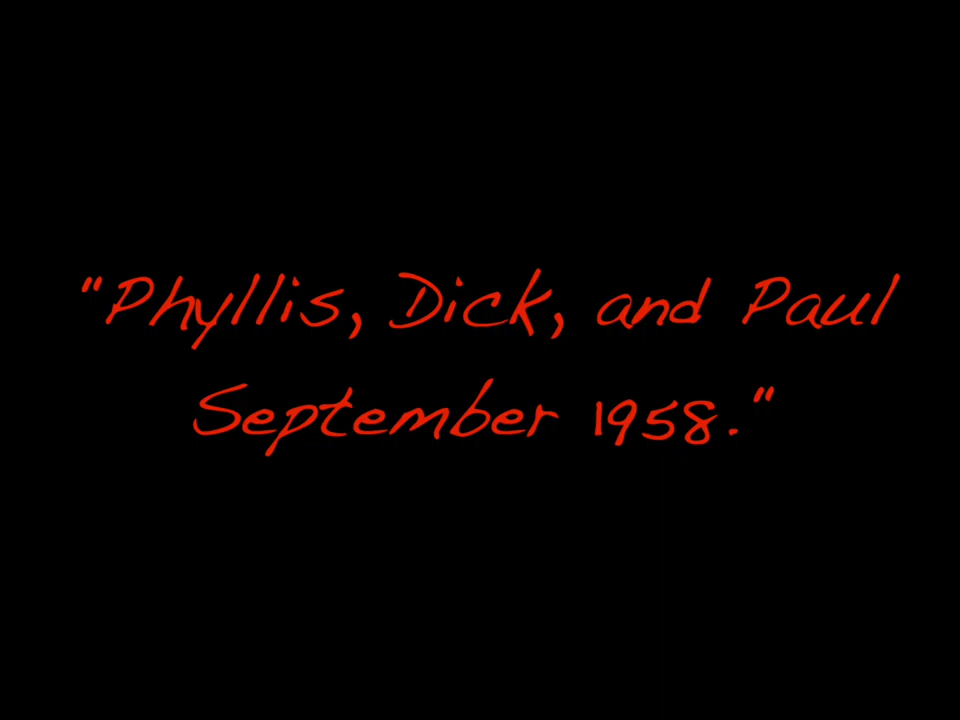 "Phyllis, Dick, and Paul
September 1958."